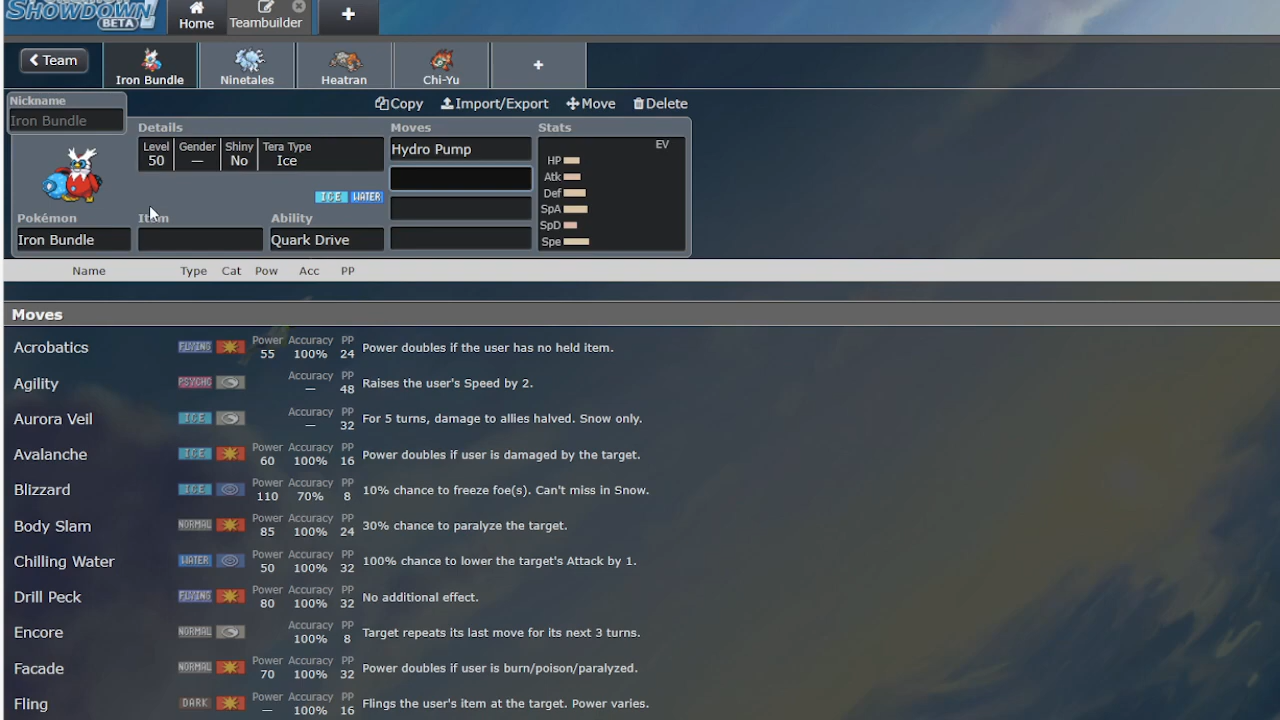 SHOWDOWN!
BETA
Home
Teambuilder
+
Team
Iron Bundle
Ninetales
Heatran
Chi-Yu
+
Nickname
Iron Bundle
Copy Import/Export Move Delete
Details
Moves
Stats
Level Gender Shiny Tera Type
50 — No Ice
Hydro Pump
EV
HP
Atk
Def
SpA
SpD
Spe
ICE WATER
Pokémon
Item
Ability
Iron Bundle
Quark Drive
Name Type Cat Pow Acc PP
Moves
Acrobatics FLYING Power 55 Accuracy 100% PP 24 Power doubles if the user has no held item.
Agility PSYCHC Accuracy — PP 48 Raises the user's Speed by 2.
Aurora Veil ICE Accuracy — PP 32 For 5 turns, damage to allies halved. Snow only.
Avalanche ICE Power 60 Accuracy 100% PP 16 Power doubles if user is damaged by the target.
Blizzard ICE Power 110 Accuracy 70% PP 8 10% chance to freeze foe(s). Can't miss in Snow.
Body Slam NORMAL Power 85 Accuracy 100% PP 24 30% chance to paralyze the target.
Chilling Water WATER Power 50 Accuracy 100% PP 32 100% chance to lower the target's Attack by 1.
Drill Peck FLYING Power 80 Accuracy 100% PP 32 No additional effect.
Encore NORMAL Accuracy 100% PP 8 Target repeats its last move for its next 3 turns.
Facade NORMAL Power 70 Accuracy 100% PP 32 Power doubles if user is burn/poison/paralyzed.
Fling DARK Power — Accuracy 100% PP 16 Flings the user's item at the target. Power varies.